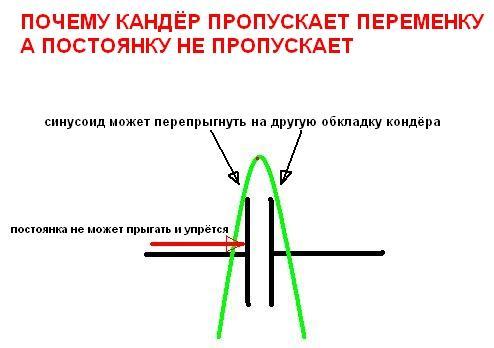 ПОЧЕМУ КАНДЁР ПРОПУСКАЕТ ПЕРЕМЕНКУ
А ПОСТОЯНКУ НЕ ПРОПУСКАЕТ
синусоид может перепрыгнуть на другую обкладку кондёра
постоянка не может прыгать и упрётся